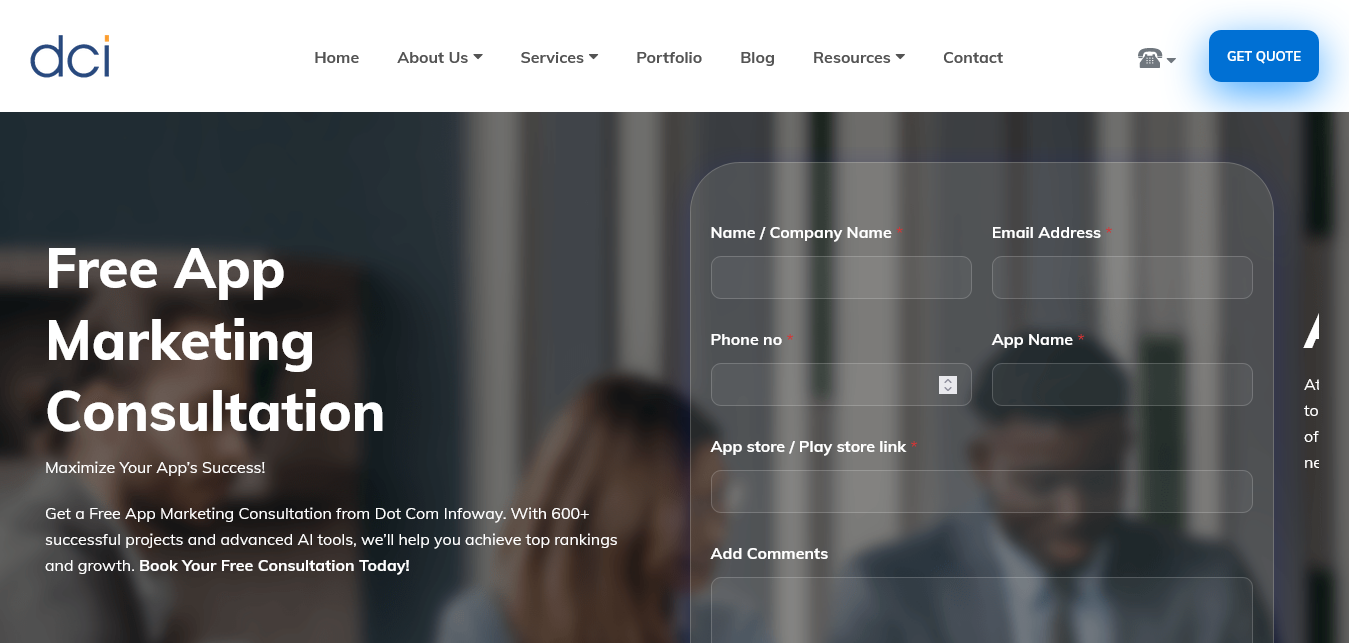 dci
Home
About Us
Services
Portfolio
Blog
Resources
Contact
GET QUOTE
Free App
Marketing
Consultation
Maximize Your App's Success!
Get a Free App Marketing Consultation from Dot Com Infoway. With 600+
successful projects and advanced AI tools, we'll help you achieve top rankings
and growth. Book Your Free Consultation Today!
Name / Company Name *
Email Address *
Phone no *
App Name *
App store / Play store link *
Add Comments
to
of